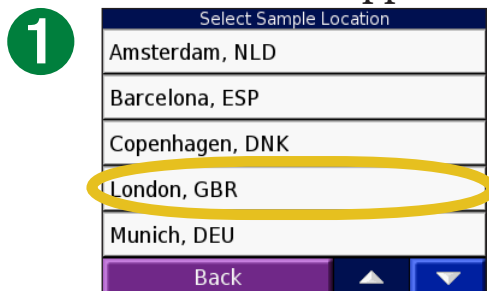 1
Select Sample Location
Amsterdam, NLD
Barcelona, ESP
Copenhagen, DNK
London, GBR
Munich, DEU
Back